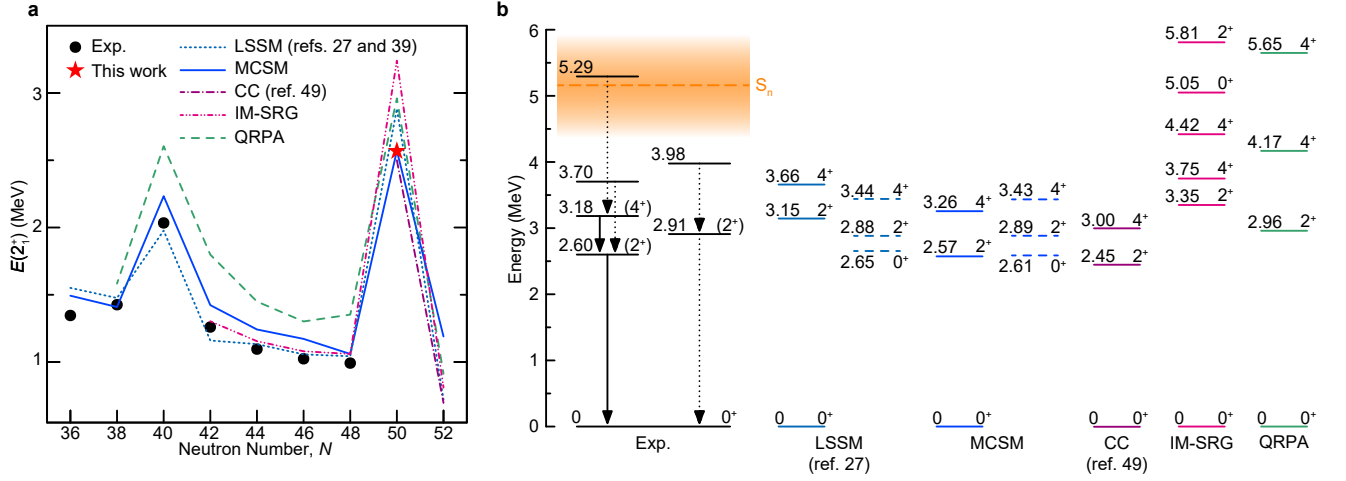 a
Exp.
This work
LSSM (refs. 27 and 39)
MCSM
CC (ref. 49)
IM-SRG
QRPA
E(2⁺₁) (MeV)
3
2
1
36 38 40 42 44 46 48 50 52
Neutron Number, N
b
Energy (MeV)
6
5
4
3
2
1
0
5.29
Sₙ
3.98
3.70
3.18 (4⁺)
2.91 (2⁺)
2.60 (2⁺)
0 0⁺
Exp.
3.66 4⁺
3.44 4⁺
3.15 2⁺
2.88 2⁺
2.65 0⁺
0 0⁺
LSSM
(ref. 27)
3.43 4⁺
3.26 4⁺
2.89 2⁺
2.57 2⁺
2.61 0⁺
0 0⁺
MCSM
3.00 4⁺
2.45 2⁺
0 0⁺
CC
(ref. 49)
5.81 2⁺
5.05 0⁺
4.42 4⁺
3.75 4⁺
3.35 2⁺
0 0⁺
IM-SRG
5.65 4⁺
4.17 4⁺
2.96 2⁺
0 0⁺
QRPA